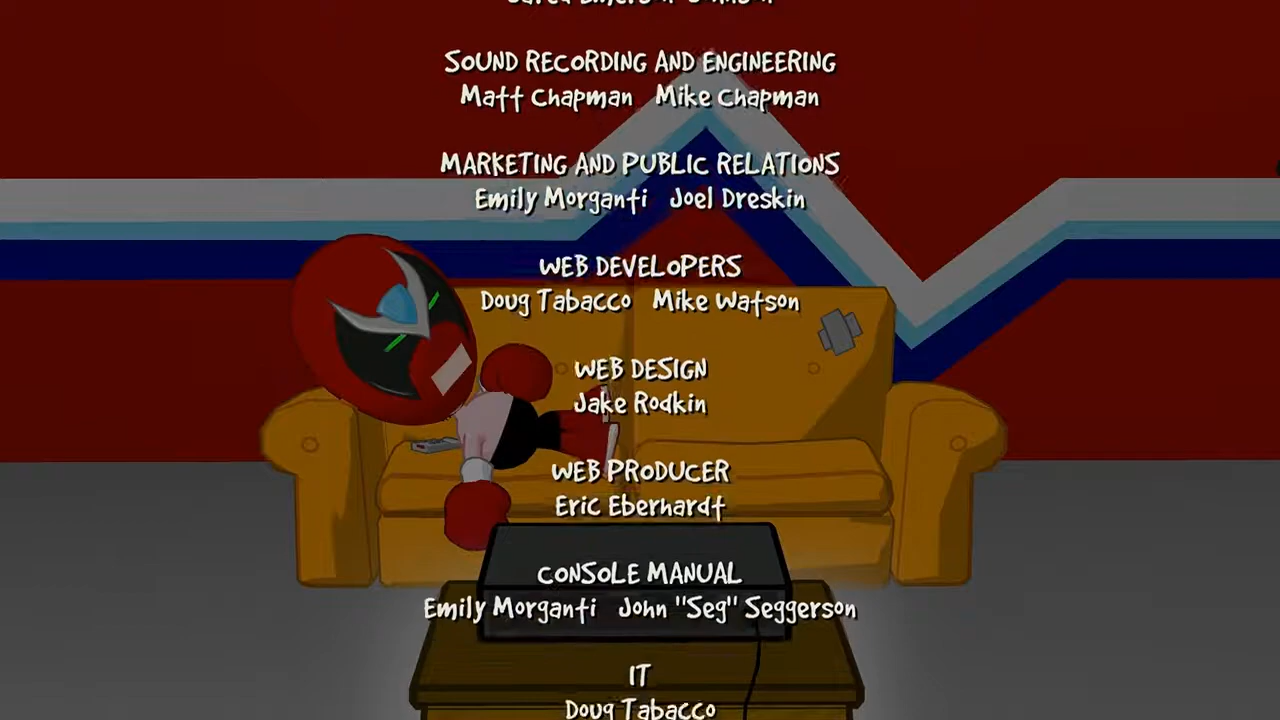 SOUND RECORDING AND ENGINEERING
Matt Chapman Mike Chapman
MARKETING AND PUBLIC RELATIONS
Emily Morganti Joel Dreskin
WEB DEVELOPERS
Doug Tabacco Mike Watson
WEB DESIGN
Jake Rodkin
WEB PRODUCER
Eric Eberhardt
CONSOLE MANUAL
Emily Morganti John "Seg" Seggerson
IT
Doug Tabacco